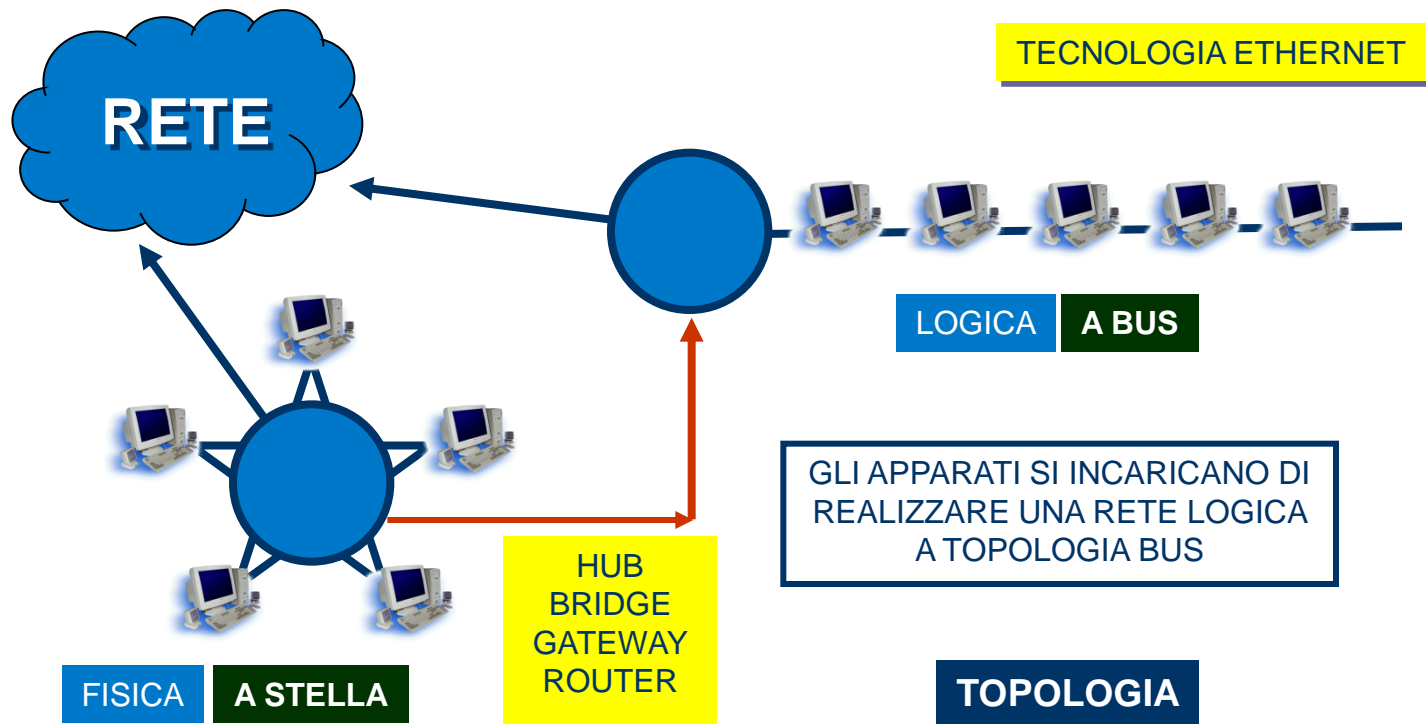 TECNOLOGIA ETHERNET
RETE
LOGICA
A BUS
GLI APPARATI SI INCARICANO DI
REALIZZARE UNA RETE LOGICA
A TOPOLOGIA BUS
HUB
BRIDGE
GATEWAY
ROUTER
FISICA
A STELLA
TOPOLOGIA